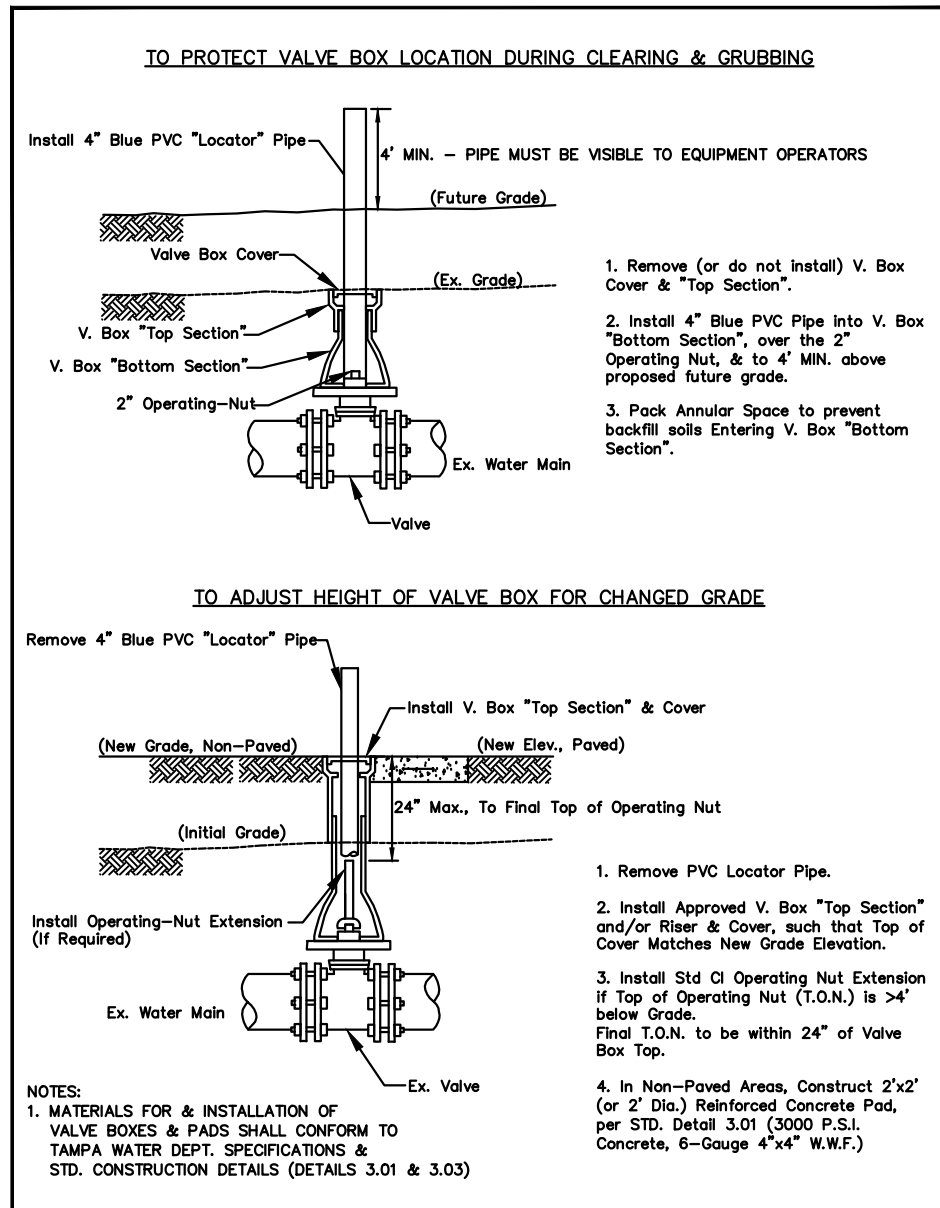 TO PROTECT VALVE BOX LOCATION DURING CLEARING & GRUBBING
Install 4" Blue PVC "Locator" Pipe
4' MIN. – PIPE MUST BE VISIBLE TO EQUIPMENT OPERATORS
(Future Grade)
Valve Box Cover
(Ex. Grade)
V. Box "Top Section"
V. Box "Bottom Section"
2" Operating–Nut
Ex. Water Main
Valve
1. Remove (or do not install) V. Box
Cover & "Top Section".
2. Install 4" Blue PVC Pipe into V. Box
"Bottom Section", over the 2"
Operating Nut, & to 4' MIN. above
proposed future grade.
3. Pack Annular Space to prevent
backfill soils Entering V. Box "Bottom
Section".
TO ADJUST HEIGHT OF VALVE BOX FOR CHANGED GRADE
Remove 4" Blue PVC "Locator" Pipe
Install V. Box "Top Section" & Cover
(New Grade, Non–Paved)
(New Elev., Paved)
24" Max., To Final Top of Operating Nut
(Initial Grade)
Install Operating–Nut Extension
(If Required)
Ex. Water Main
Ex. Valve
1. Remove PVC Locator Pipe.
2. Install Approved V. Box "Top Section"
and/or Riser & Cover, such that Top of
Cover Matches New Grade Elevation.
3. Install Std CI Operating Nut Extension
if Top of Operating Nut (T.O.N.) is >4'
below Grade.
Final T.O.N. to be within 24" of Valve
Box Top.
4. In Non–Paved Areas, Construct 2'x2'
(or 2' Dia.) Reinforced Concrete Pad,
per STD. Detail 3.01 (3000 P.S.I.
Concrete, 6–Gauge 4"x4" W.W.F.)
NOTES:
1. MATERIALS FOR & INSTALLATION OF
VALVE BOXES & PADS SHALL CONFORM TO
TAMPA WATER DEPT. SPECIFICATIONS &
STD. CONSTRUCTION DETAILS (DETAILS 3.01 & 3.03)